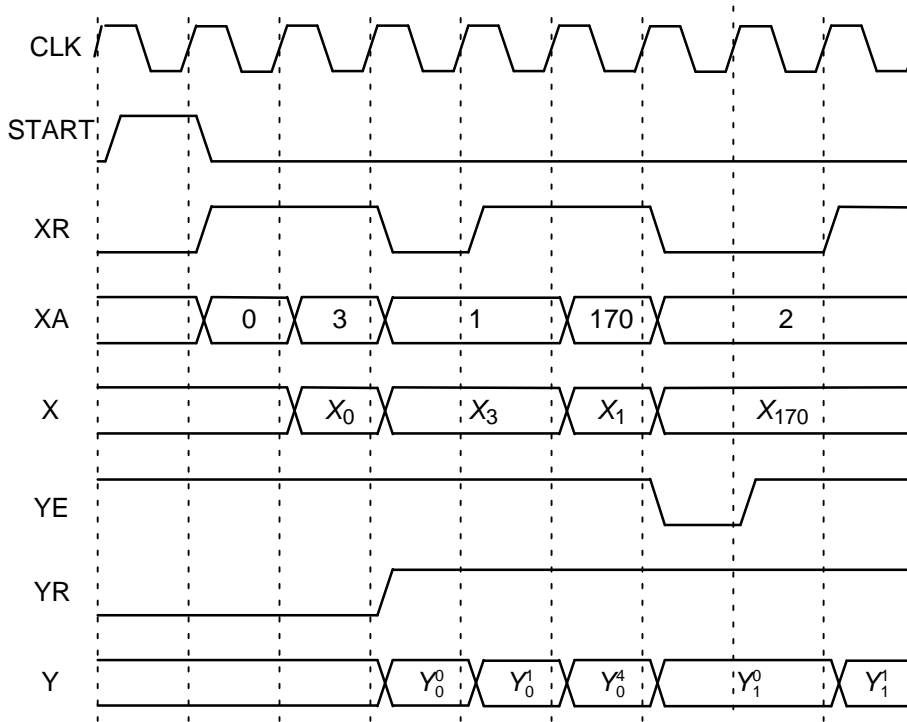 CLK
START
XR
XA 0 3 1 170 2
X X₀ X₃ X₁ X₁₇₀
YE
YR
Y Y₀⁰ Y₀¹ Y₀⁴ Y₁⁰ Y₁¹